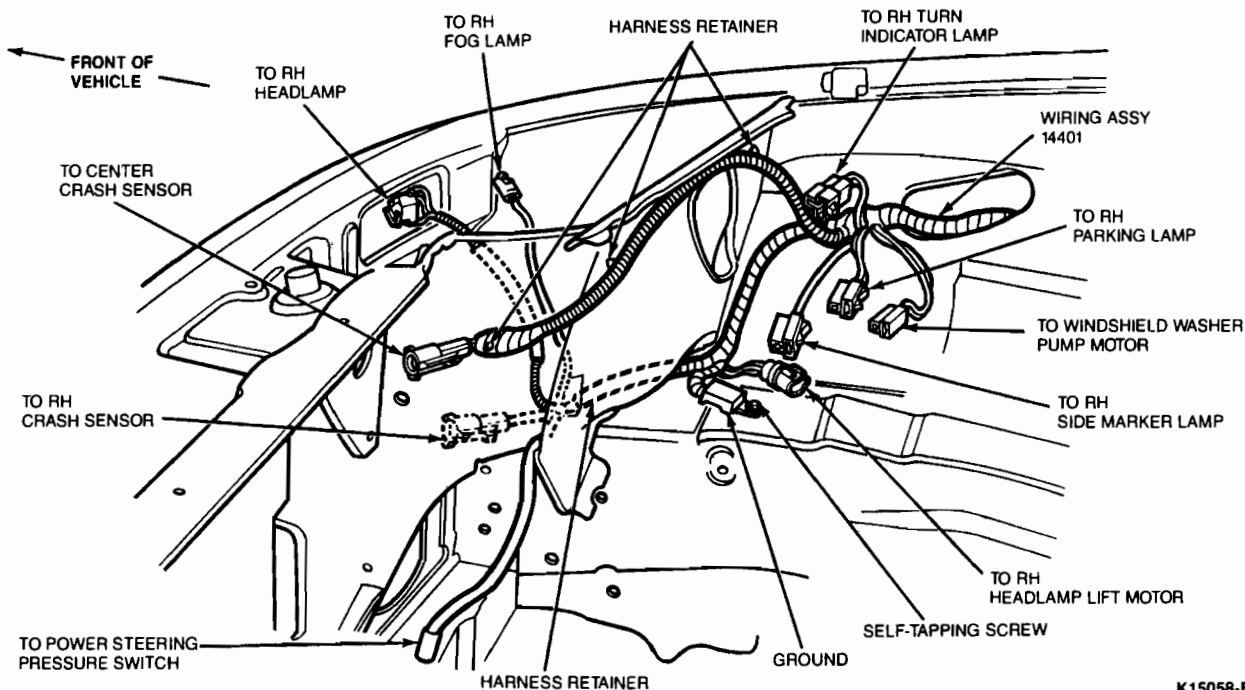 TO RH
FOG LAMP
HARNESS RETAINER
TO RH TURN
INDICATOR LAMP
FRONT OF
VEHICLE
TO RH
HEADLAMP
WIRING ASSY
14401
TO CENTER
CRASH SENSOR
TO RH
PARKING LAMP
TO WINDSHIELD WASHER
PUMP MOTOR
TO RH
CRASH SENSOR
TO RH
SIDE MARKER LAMP
TO RH
HEADLAMP LIFT MOTOR
SELF-TAPPING SCREW
TO POWER STEERING
PRESSURE SWITCH
GROUND
HARNESS RETAINER